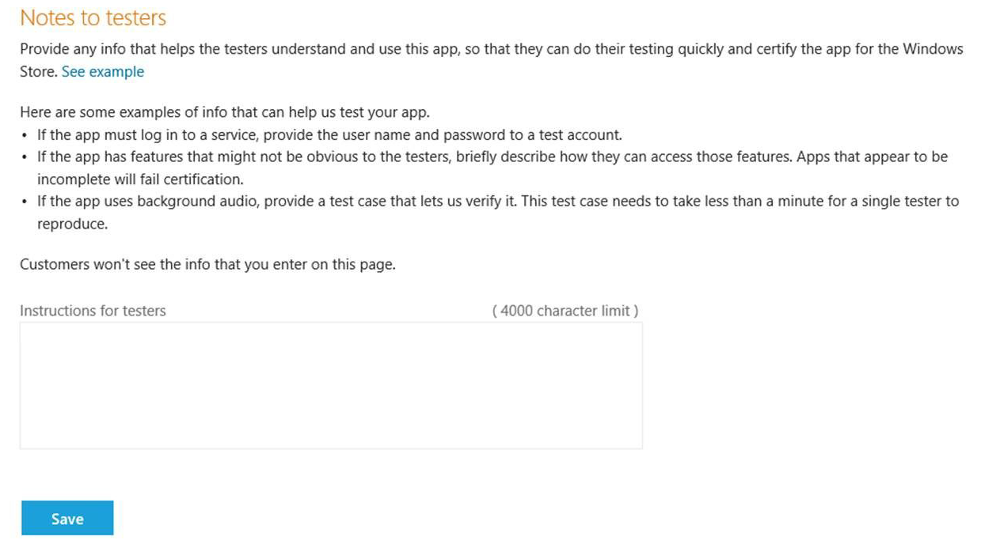 Notes to testers
Provide any info that helps the testers understand and use this app, so that they can do their testing quickly and certify the app for the Windows
Store. See example
Here are some examples of info that can help us test your app.
• If the app must log in to a service, provide the user name and password to a test account.
• If the app has features that might not be obvious to the testers, briefly describe how they can access those features. Apps that appear to be
incomplete will fail certification.
• If the app uses background audio, provide a test case that lets us verify it. This test case needs to take less than a minute for a single tester to
reproduce.
Customers won't see the info that you enter on this page.
Instructions for testers ( 4000 character limit )
Save